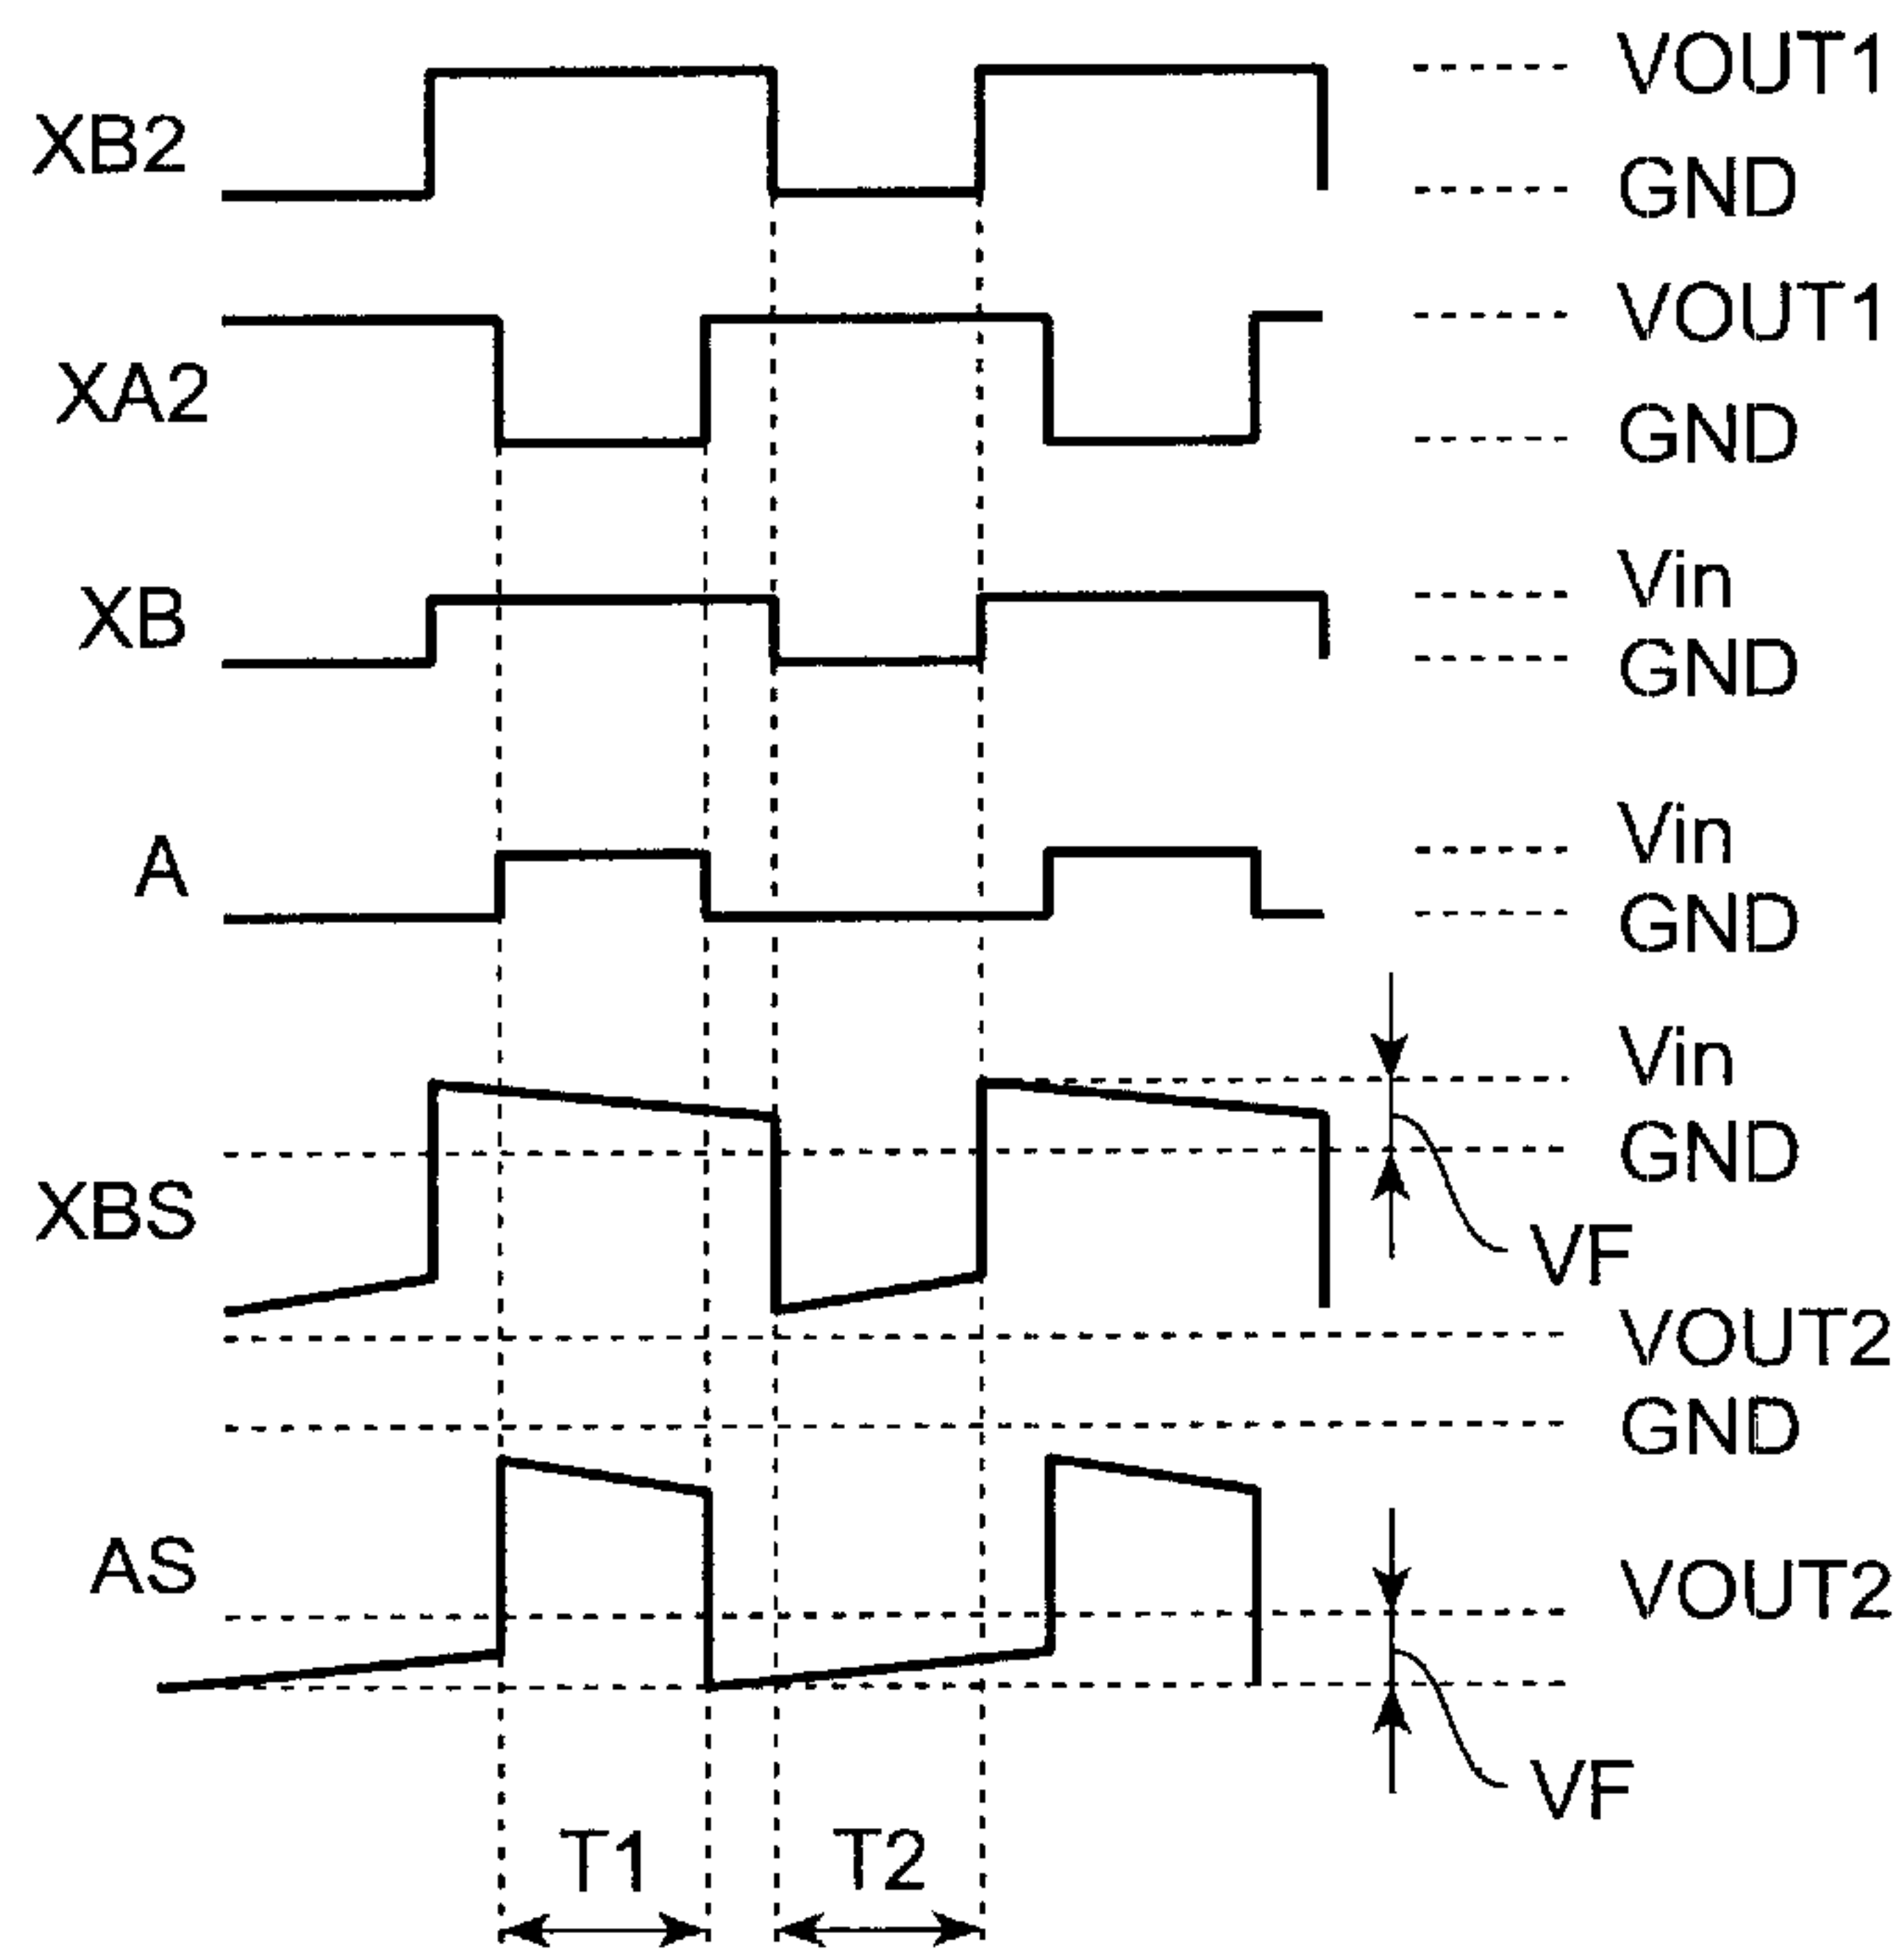 VOUT1
XB2
GND
VOUT1
XA2
GND
Vin
XB
GND
Vin
A
GND
Vin
GND
XBS
VF
VOUT2
GND
AS
VOUT2
VF
T1
T2